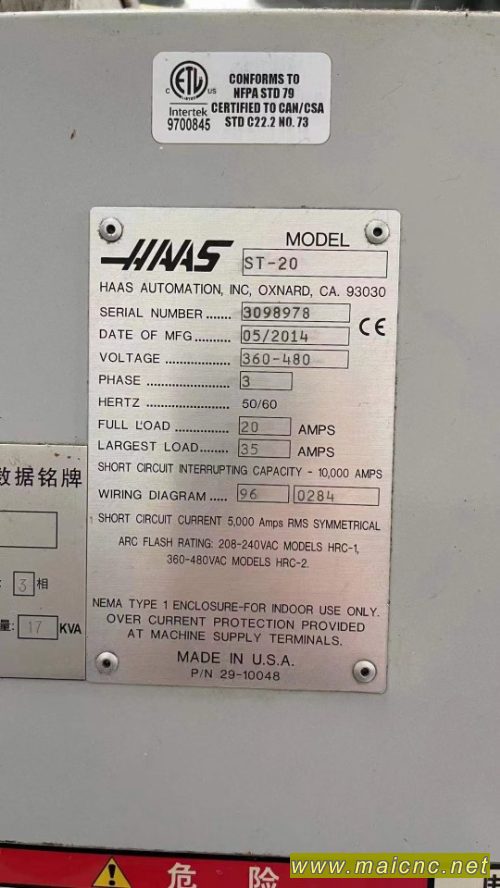 ETL
C US
Intertek
9700845
CONFORMS TO
NFPA STD 79
CERTIFIED TO CAN/CSA
STD C22.2 NO. 73
HAAS
MODEL
ST-20
HAAS AUTOMATION, INC, OXNARD, CA. 93030
SERIAL NUMBER ...... 3098978
CE
DATE OF MFG .......... 05/2014
VOLTAGE ................. 360-480
PHASE ...................... 3
HERTZ ...................... 50/60
FULL LOAD ............. 20 AMPS
LARGEST LOAD ....... 35 AMPS
SHORT CIRCUIT INTERRUPTING CAPACITY - 10,000 AMPS
WIRING DIAGRAM ..... 96 0284
SHORT CIRCUIT CURRENT 5,000 Amps RMS SYMMETRICAL
ARC FLASH RATING: 208-240VAC MODELS HRC-1,
360-480VAC MODELS HRC-2.
NEMA TYPE 1 ENCLOSURE-FOR INDOOR USE ONLY.
OVER CURRENT PROTECTION PROVIDED
AT MACHINE SUPPLY TERMINALS.
MADE IN U.S.A.
P/N 29-10048
数据铭牌
: 3 相
量: 17 KVA
危险
www.maicnc.net